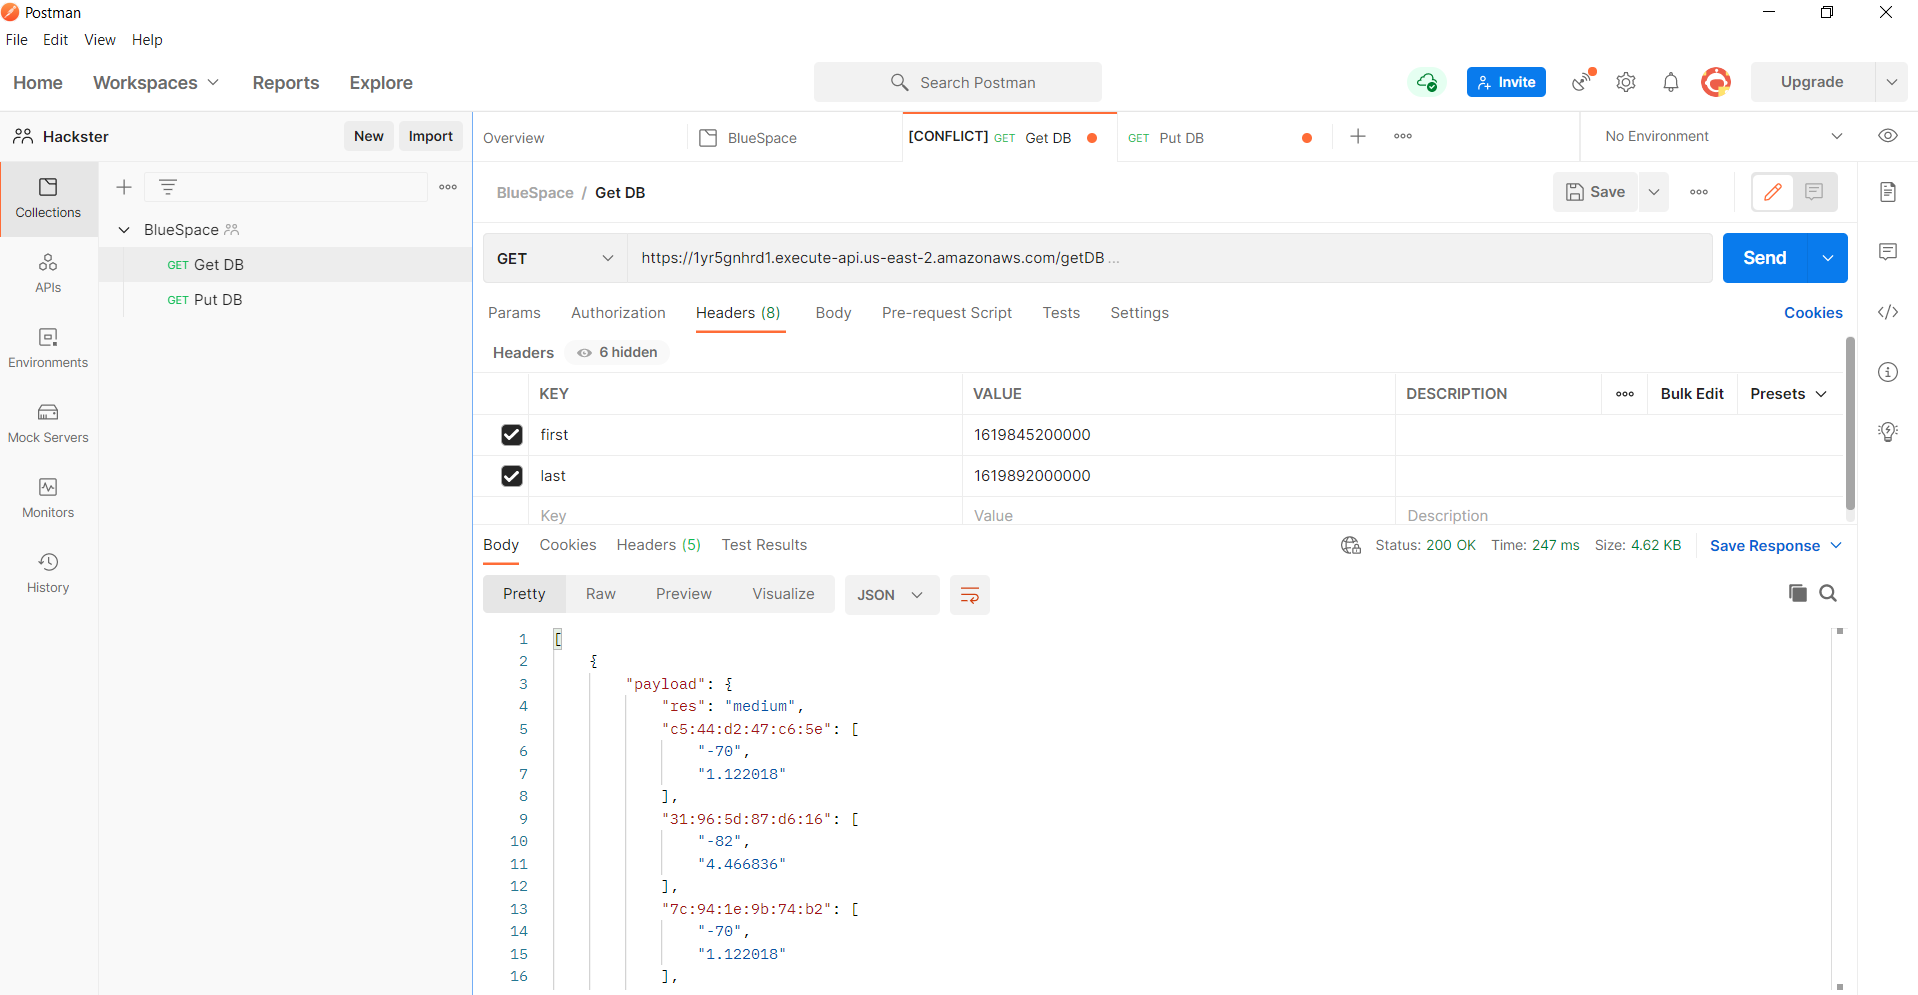 Postman
File Edit View Help
Home Workspaces Reports Explore Search Postman Invite Upgrade
Hackster New Import Overview BlueSpace [CONFLICT] GET Get DB GET Put DB ooo No Environment
Collections
BlueSpace / Get DB Save
BlueSpace
GET Get DB
GET Put DB
APIs
Environments
Mock Servers
Monitors
History
GET https://1yr5gnhrd1.execute-api.us-east-2.amazonaws.com/getDB ... Send
Params Authorization Headers (8) Body Pre-request Script Tests Settings Cookies
Headers 6 hidden
KEY VALUE DESCRIPTION ooo Bulk Edit Presets
first 1619845200000
last 1619892000000
Key Value Description
Body Cookies Headers (5) Test Results Status: 200 OK Time: 247 ms Size: 4.62 KB Save Response
Pretty Raw Preview Visualize JSON
1 [
2 {
3 "payload": {
4 "res": "medium",
5 "c5:44:d2:47:c6:5e": [
6 "-70",
7 "1.122018"
8 ],
9 "31:96:5d:87:d6:16": [
10 "-82",
11 "4.466836"
12 ],
13 "7c:94:1e:9b:74:b2": [
14 "-70",
15 "1.122018"
16 ],